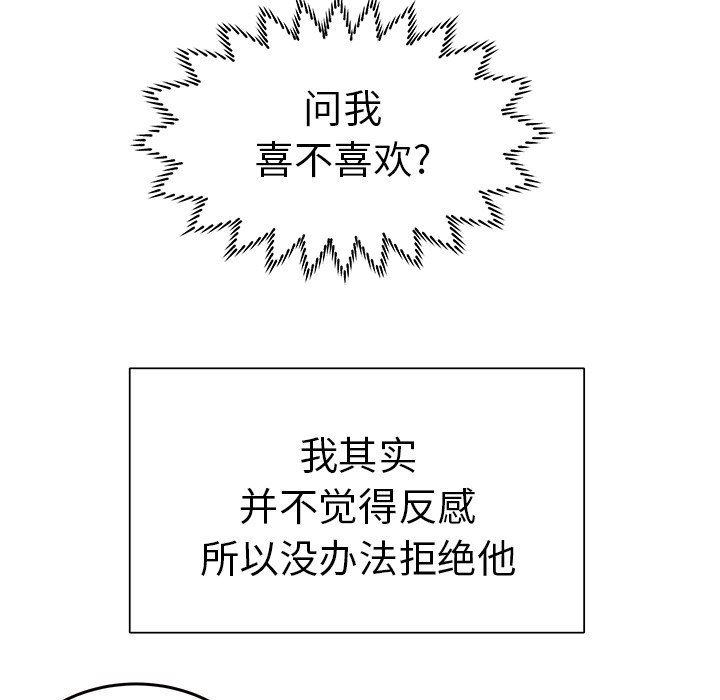 问我
喜不喜欢?
我其实
并不觉得反感
所以没办法拒绝他